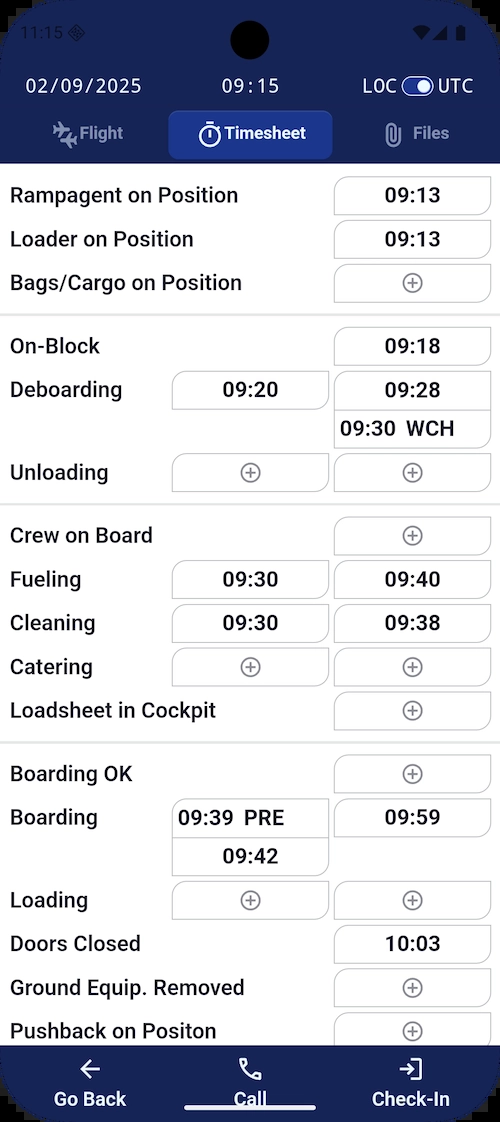 11:15
02/09/2025 09:15 LOC UTC
Flight Timesheet Files
Rampagent on Position 09:13
Loader on Position 09:13
Bags/Cargo on Position
On-Block 09:18
Deboarding 09:20 09:28
09:30 WCH
Unloading
Crew on Board
Fueling 09:30 09:40
Cleaning 09:30 09:38
Catering
Loadsheet in Cockpit
Boarding OK
Boarding 09:39 PRE 09:59
09:42
Loading
Doors Closed 10:03
Ground Equip. Removed
Pushback on Positon
Go Back Call Check-In